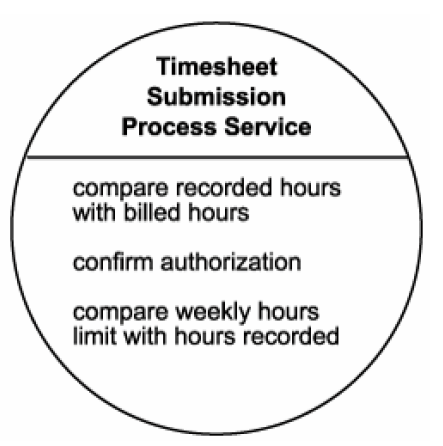 Timesheet
Submission
Process Service
compare recorded hours
with billed hours
confirm authorization
compare weekly hours
limit with hours recorded